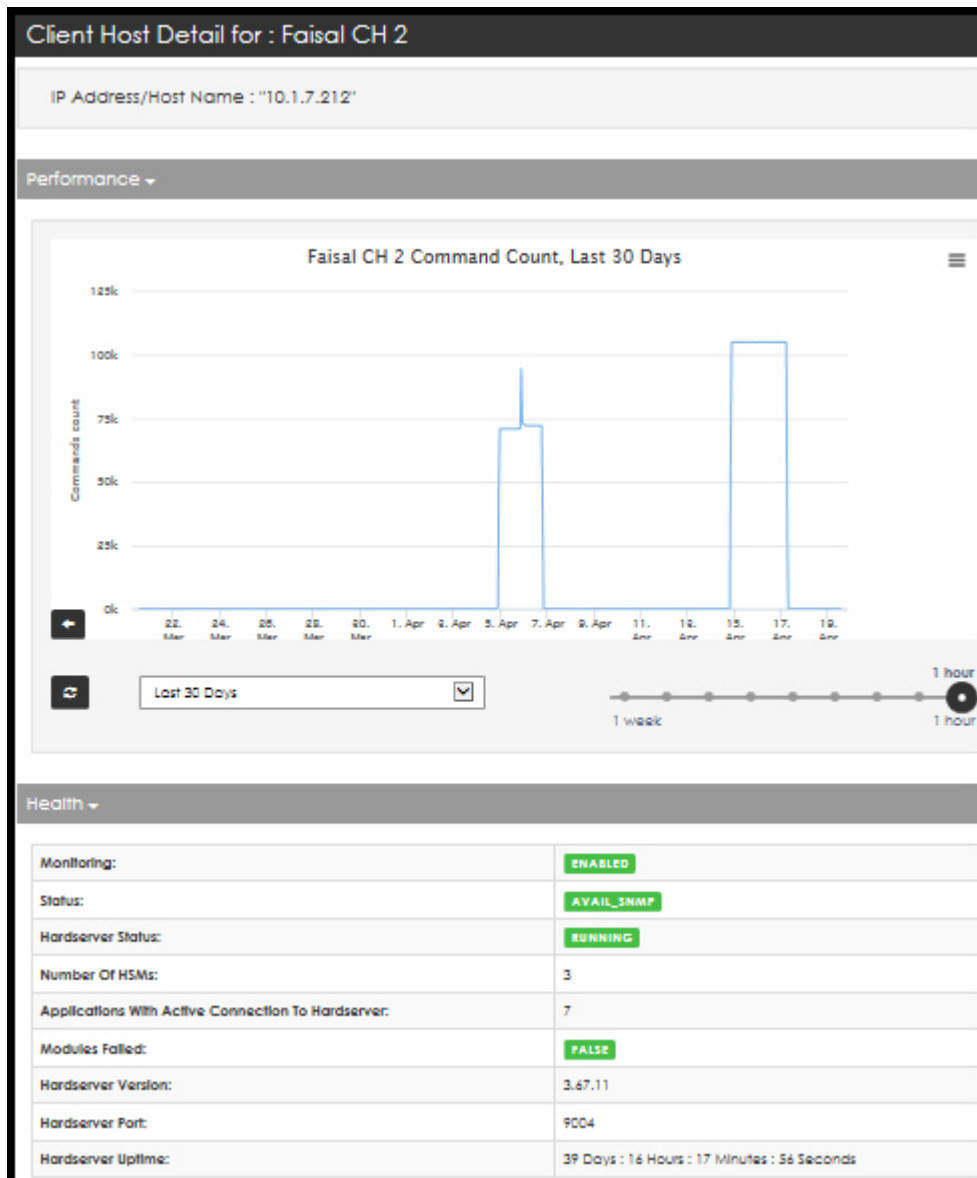 Client Host Detail for : Faisal CH 2
IP Address/Host Name : "10.1.7.212"
Performance
Faisal CH 2 Command Count, Last 30 Days
125k
100k
75k
50k
25k
0k
Commands count
22. 24. 26. 28. 30. 1. Apr 5. Apr 7. Apr 9. Apr 11. 15. 17. 19.
Last 30 Days
1 hour
1 week
1 hour
Health
Monitoring: ENABLED
Status: AVAIL_SNMP
Hardserver Status: RUNNING
Number Of HSMs: 3
Applications With Active Connection To Hardserver: 7
Modules Failed: FALSE
Hardserver Version: 3.67.11
Hardserver Port: 9004
Hardserver Uptime: 39 Days : 16 Hours : 17 Minutes : 56 Seconds